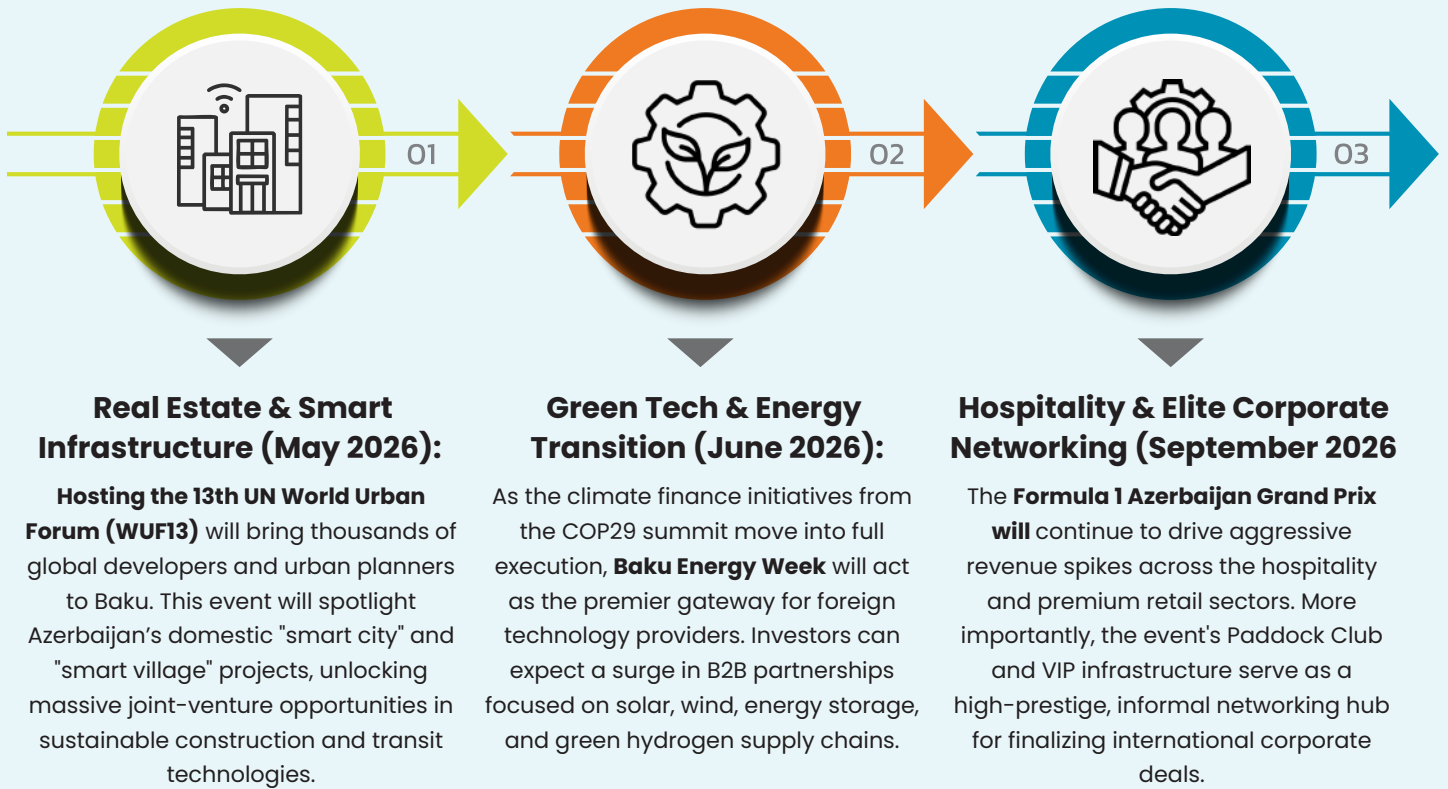 01
02
03
Real Estate & Smart
Infrastructure (May 2026):
Hosting the 13th UN World Urban
Forum (WUF13) will bring thousands of
global developers and urban planners
to Baku. This event will spotlight
Azerbaijan’s domestic "smart city" and
"smart village" projects, unlocking
massive joint-venture opportunities in
sustainable construction and transit
technologies.
Green Tech & Energy
Transition (June 2026):
As the climate finance initiatives from
the COP29 summit move into full
execution, Baku Energy Week will act
as the premier gateway for foreign
technology providers. Investors can
expect a surge in B2B partnerships
focused on solar, wind, energy storage,
and green hydrogen supply chains.
Hospitality & Elite Corporate
Networking (September 2026
The Formula 1 Azerbaijan Grand Prix
will continue to drive aggressive
revenue spikes across the hospitality
and premium retail sectors. More
importantly, the event's Paddock Club
and VIP infrastructure serve as a
high-prestige, informal networking hub
for finalizing international corporate
deals.